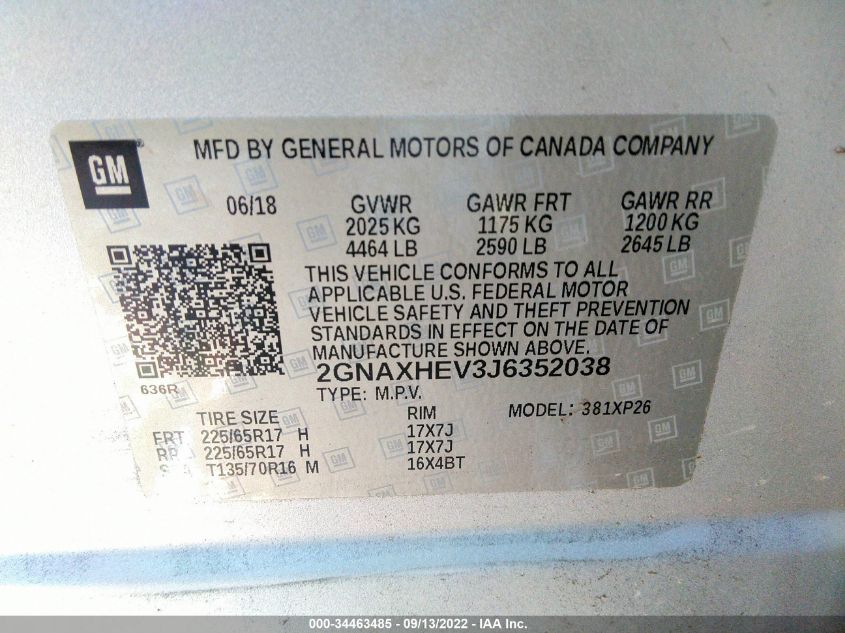 GM
MFD BY GENERAL MOTORS OF CANADA COMPANY
06/18 GVWR GAWR FRT GAWR RR
2025 KG 1175 KG 1200 KG
4464 LB 2590 LB 2645 LB
THIS VEHICLE CONFORMS TO ALL
APPLICABLE U.S. FEDERAL MOTOR
VEHICLE SAFETY AND THEFT PREVENTION
STANDARDS IN EFFECT ON THE DATE OF
MANUFACTURE SHOWN ABOVE.
2GNAXHEV3J6352038
636R
TYPE: M.P.V.
TIRE SIZE RIM MODEL: 381XP26
FRT 225/65R17 H 17X7J
RR 225/65R17 H 17X7J
T135/70R16 M 16X4BT
000-34463485 - 09/13/2022 - IAA Inc.